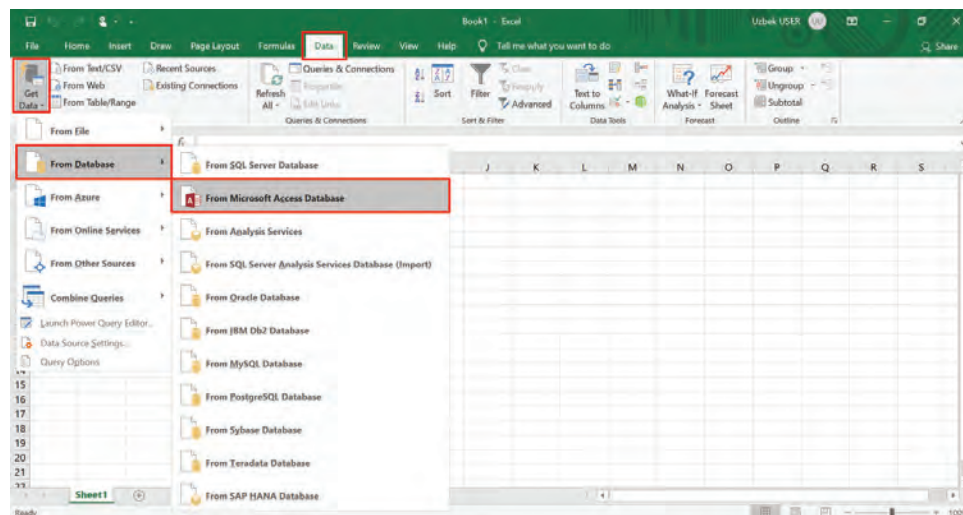 Book1 - Excel
Uzbek USER
File Home Insert Draw Page Layout Formulas Data Review View Help Tell me what you want to do Share
Get Data
From Text/CSV
From Web
From Table/Range
Recent Sources
Existing Connections
Refresh All
Queries & Connections
Properties
Edit Links
Queries & Connections
Sort
Filter
Clear
Reapply
Advanced
Sort & Filter
Text to Columns
Data Tools
What-If Analysis
Forecast Sheet
Forecast
Group
Ungroup
Subtotal
Outline
From File
From Database
From Azure
From Online Services
From Other Sources
Combine Queries
Launch Power Query Editor...
Data Source Settings...
Query Options
From SQL Server Database
From Microsoft Access Database
From Analysis Services
From SQL Server Analysis Services Database (Import)
From Oracle Database
From IBM Db2 Database
From MySQL Database
From PostgreSQL Database
From Sybase Database
From Teradata Database
From SAP HANA Database
fx
J K L M N O P Q R S
15
16
17
18
19
20
21
22
Sheet1
Ready
100